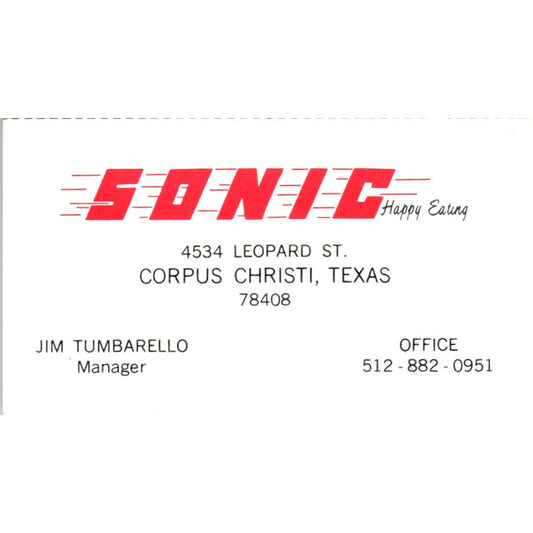 SONIC Happy Eating
4534 LEOPARD ST.
CORPUS CHRISTI, TEXAS
78408
JIM TUMBARELLO
Manager
OFFICE
512-882-0951